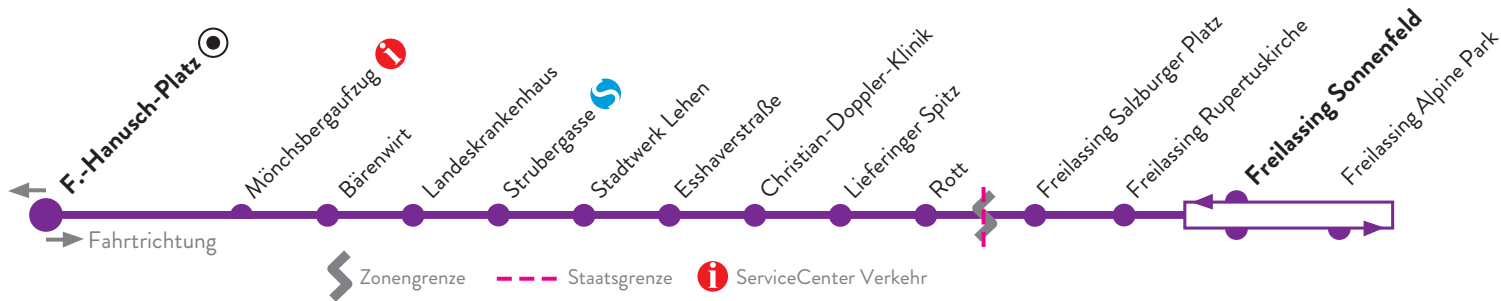 F.-Hanusch-Platz
Mönchsbergaufzug
i
Bärenwirt
Landeskrankenhaus
Strubergasse
S
Stadtwerk Lehen
Esshaverstraße
Christian-Doppler-Klinik
Lieferinger Spitz
Rott
Freilassing Salzburger Platz
Freilassing Rupertuskirche
Freilassing Sonnenfeld
Freilassing Alpine Park
Fahrtrichtung
Zonengrenze
Staatsgrenze
i ServiceCenter Verkehr